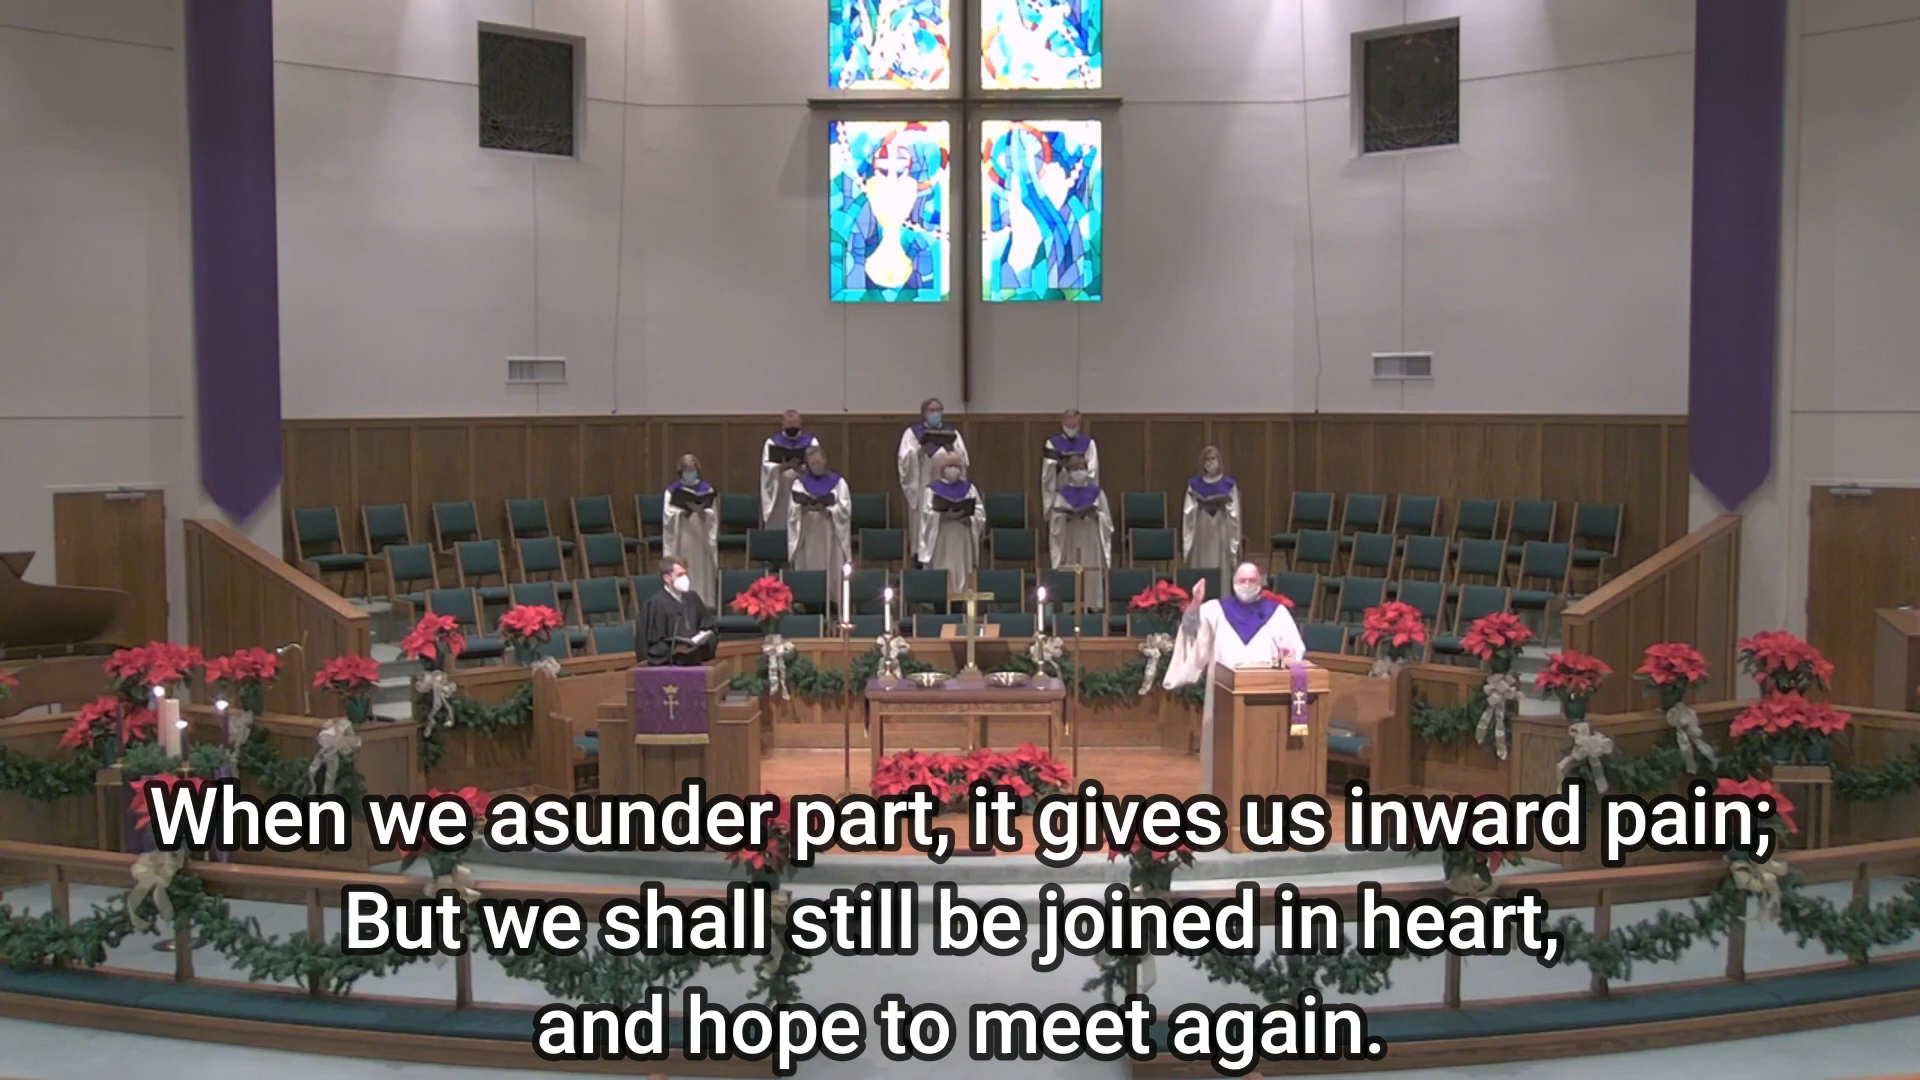 When we asunder part, it gives us inward pain;
But we shall still be joined in heart,
and hope to meet again.